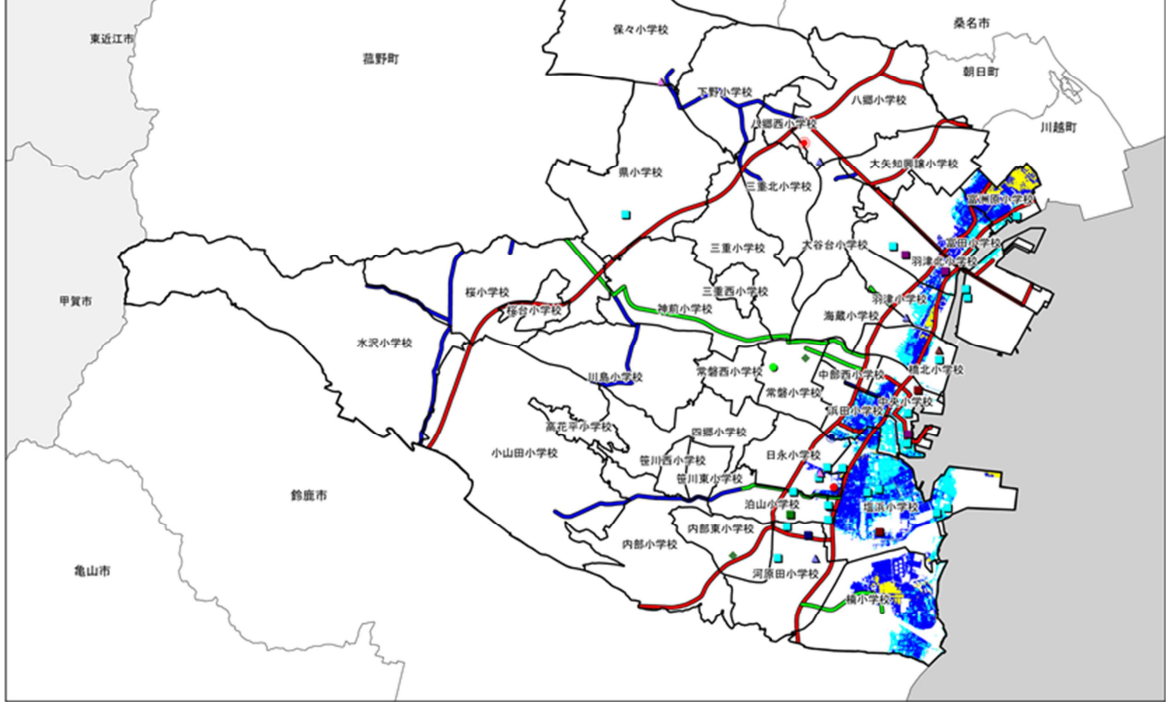 桑名市
保々小学校
東近江市
菰野町
朝日町
下野小学校
八郷小学校
八郷西小学校
川越町
大矢知興譲小学校
県小学校
三重北小学校
富洲原小学校
富田小学校
大谷台小学校
三重小学校
羽津北小学校
三重西小学校
桜小学校
羽津小学校
甲賀市
桜台小学校
神前小学校
海蔵小学校
水沢小学校
常磐西小学校
橋北小学校
中部西小学校
川島小学校
常磐小学校
中央小学校
浜田小学校
高花平小学校
四郷小学校
小山田小学校
日永小学校
笹川西小学校
笹川東小学校
鈴鹿市
泊山小学校
塩浜小学校
内部東小学校
内部小学校
亀山市
河原田小学校
楠小学校